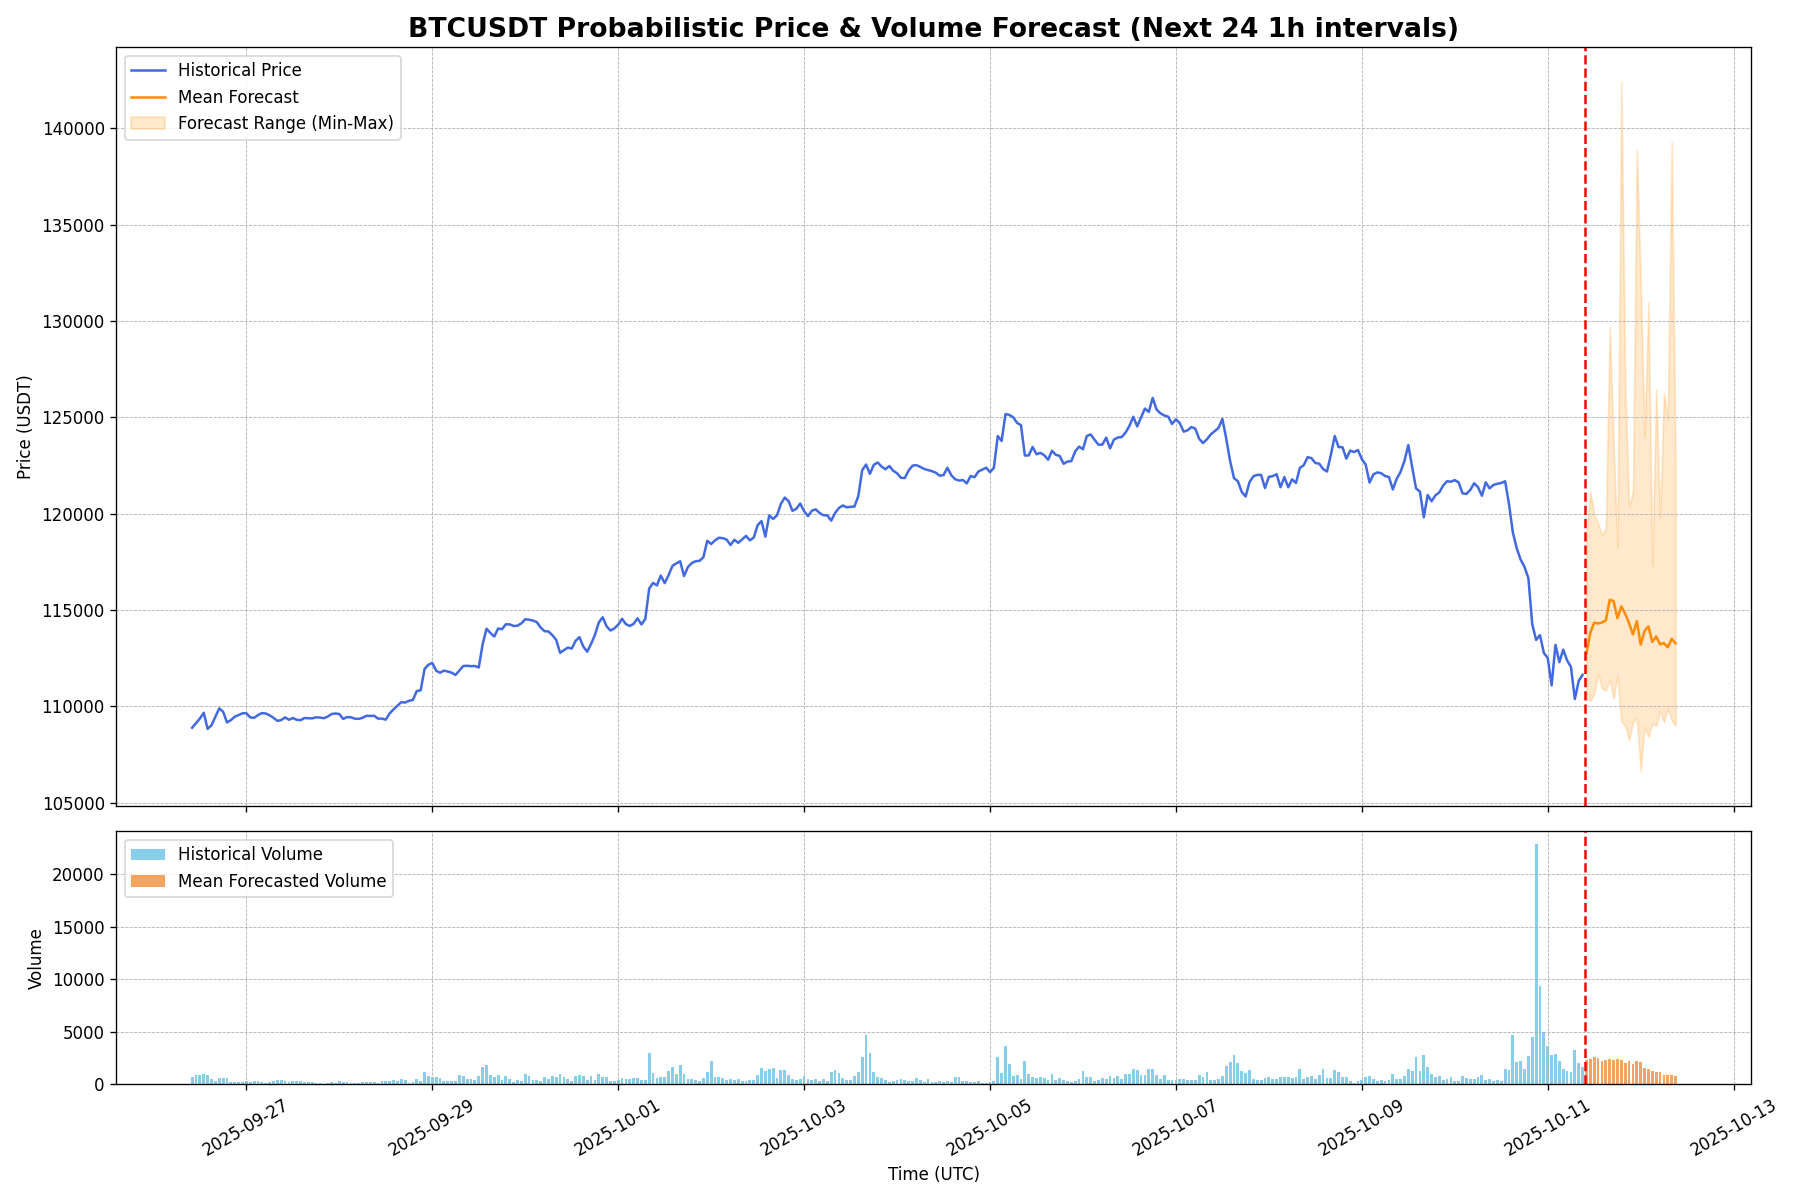 BTCUSDT Probabilistic Price & Volume Forecast (Next 24 1h intervals)
Historical Price
Mean Forecast
Forecast Range (Min-Max)
140000
135000
130000
125000
120000
115000
110000
105000
Price (USDT)
Historical Volume
Mean Forecasted Volume
20000
15000
10000
5000
0
Volume
2025-09-27
2025-09-29
2025-10-01
2025-10-03
2025-10-05
2025-10-07
2025-10-09
2025-10-11
2025-10-13
Time (UTC)